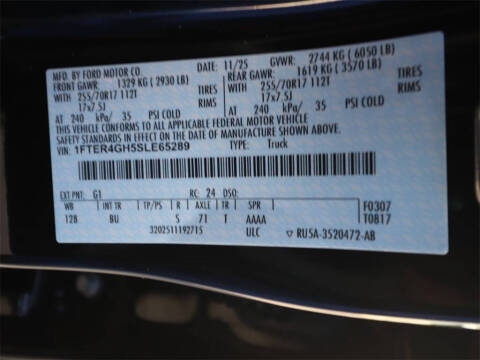 MFD. BY FORD MOTOR CO. DATE: 11/25 GVWR: 2744 KG ( 6050 LB)
FRONT GAWR: 1329 KG ( 2930 LB) REAR GAWR: 1619 KG ( 3570 LB)
WITH 255/70R17 112T TIRES WITH 255/70R17 112T TIRES
17x7.5J RIMS 17x7.5J RIMS
AT 240 kPa/ 35 PSI COLD AT 240 kPa/ 35 PSI COLD
THIS VEHICLE CONFORMS TO ALL APPLICABLE FEDERAL MOTOR VEHICLE
SAFETY STANDARDS IN EFFECT ON THE DATE OF MANUFACTURE SHOWN ABOVE.
VIN: 1FTER4GH5SLE65289 TYPE: Truck
EXT PNT: G1 RC: 24 DSO: F0307
WB INT TR TP/PS R AXLE TR SPR T0817
128 BU S 71 T AAAA
3202511192715 ULC ▽ RU5A-3520472-AB